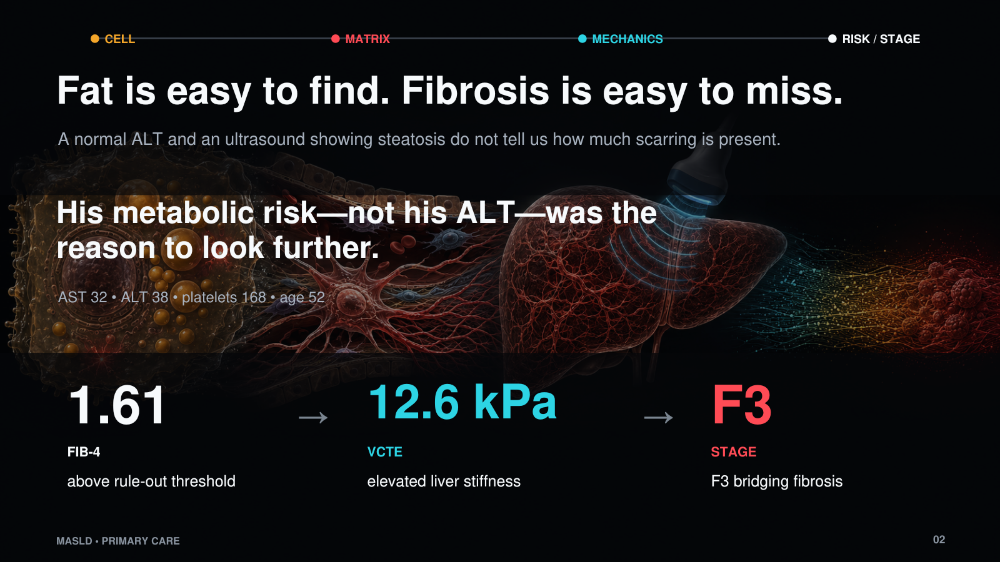 CELL
MATRIX
MECHANICS
RISK / STAGE
Fat is easy to find. Fibrosis is easy to miss.
A normal ALT and an ultrasound showing steatosis do not tell us how much scarring is present.
His metabolic risk—not his ALT—was the
reason to look further.
AST 32 • ALT 38 • platelets 168 • age 52
1.61
FIB-4
above rule-out threshold
→
12.6 kPa
VCTE
elevated liver stiffness
→
F3
STAGE
F3 bridging fibrosis
MASLD • PRIMARY CARE
02